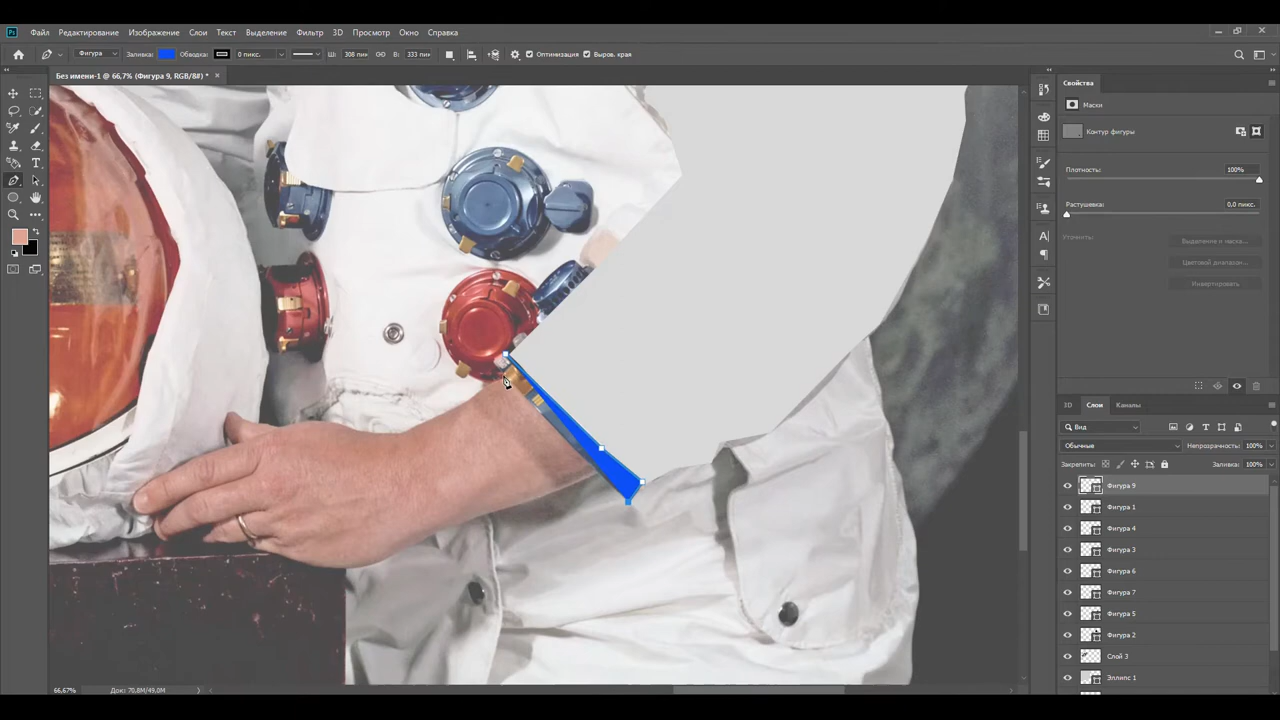 Ps Файл Редактирование Изображение Слои Текст Выделение Фильтр 3D Просмотр Окно Справка
Фигура Заливка: Обводка: 0 пикс. Ш: 308 пик В: 333 пикс Оптимизация Выров. края
Без имени-1 @ 66,7% (Фигура 9, RGB/8#) * ×
Свойства
Маски
Контур фигуры
Плотность: 100%
Растушевка: 0,0 пикс.
Уточнить:
Выделение и маска...
Цветовой диапазон...
Инвертировать
3D Слои Каналы
Вид
Обычные Непрозрачность: 100%
Закрепить: Заливка: 100%
Фигура 9
Фигура 1
Фигура 4
Фигура 3
Фигура 6
Фигура 7
Фигура 5
Фигура 2
Слой 3
Эллипс 1
66,67% Док: 70,8M/49,0M